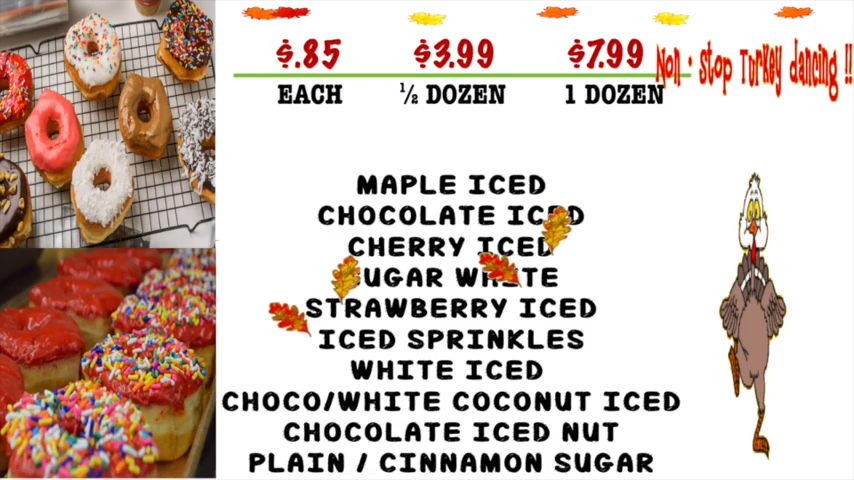 $.85 $3.99 $7.99
Non - stop Turkey dancing !!
EACH ½ DOZEN 1 DOZEN
MAPLE ICED
CHOCOLATE ICED
CHERRY ICED
SUGAR WHITE
STRAWBERRY ICED
ICED SPRINKLES
WHITE ICED
CHOCO/WHITE COCONUT ICED
CHOCOLATE ICED NUT
PLAIN / CINNAMON SUGAR